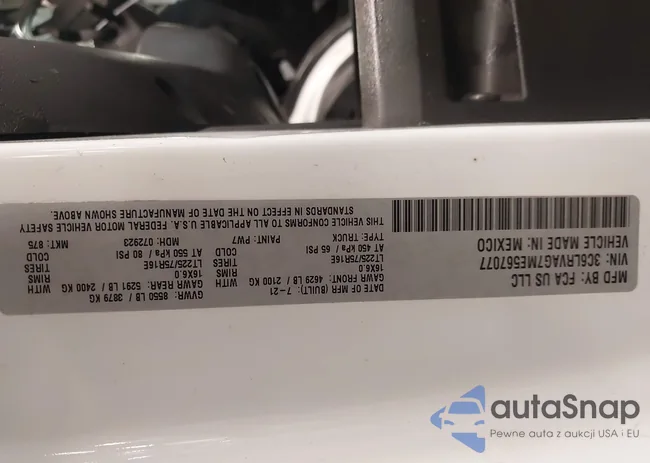 MFD BY: FCA US LLC
DATE OF MFR (BUILT): 7-21
GVWR: 8550 LB | 3879 KG
GAWR FRONT: 4629 LB | 2100 KG
WITH
16X6.0
RIMS
LT225/75R16E
TIRES
AT 450 kPa / 65 PSI
COLD
GAWR REAR: 5291 LB | 2400 KG
WITH
16X6.0
RIMS
LT225/75R16E
TIRES
AT 550 kPa / 80 PSI
COLD
THIS VEHICLE CONFORMS TO ALL APPLICABLE U.S.A. FEDERAL MOTOR VEHICLE SAFETY
STANDARDS IN EFFECT ON THE DATE OF MANUFACTURE SHOWN ABOVE.
VIN: 3C6LRVAG7ME567077
TYPE: TRUCK
PAINT: PW7
MDH: 072923
MKT: 875
VEHICLE MADE IN: MEXICO
autaSnap
Pewne auta z aukcji USA i EU